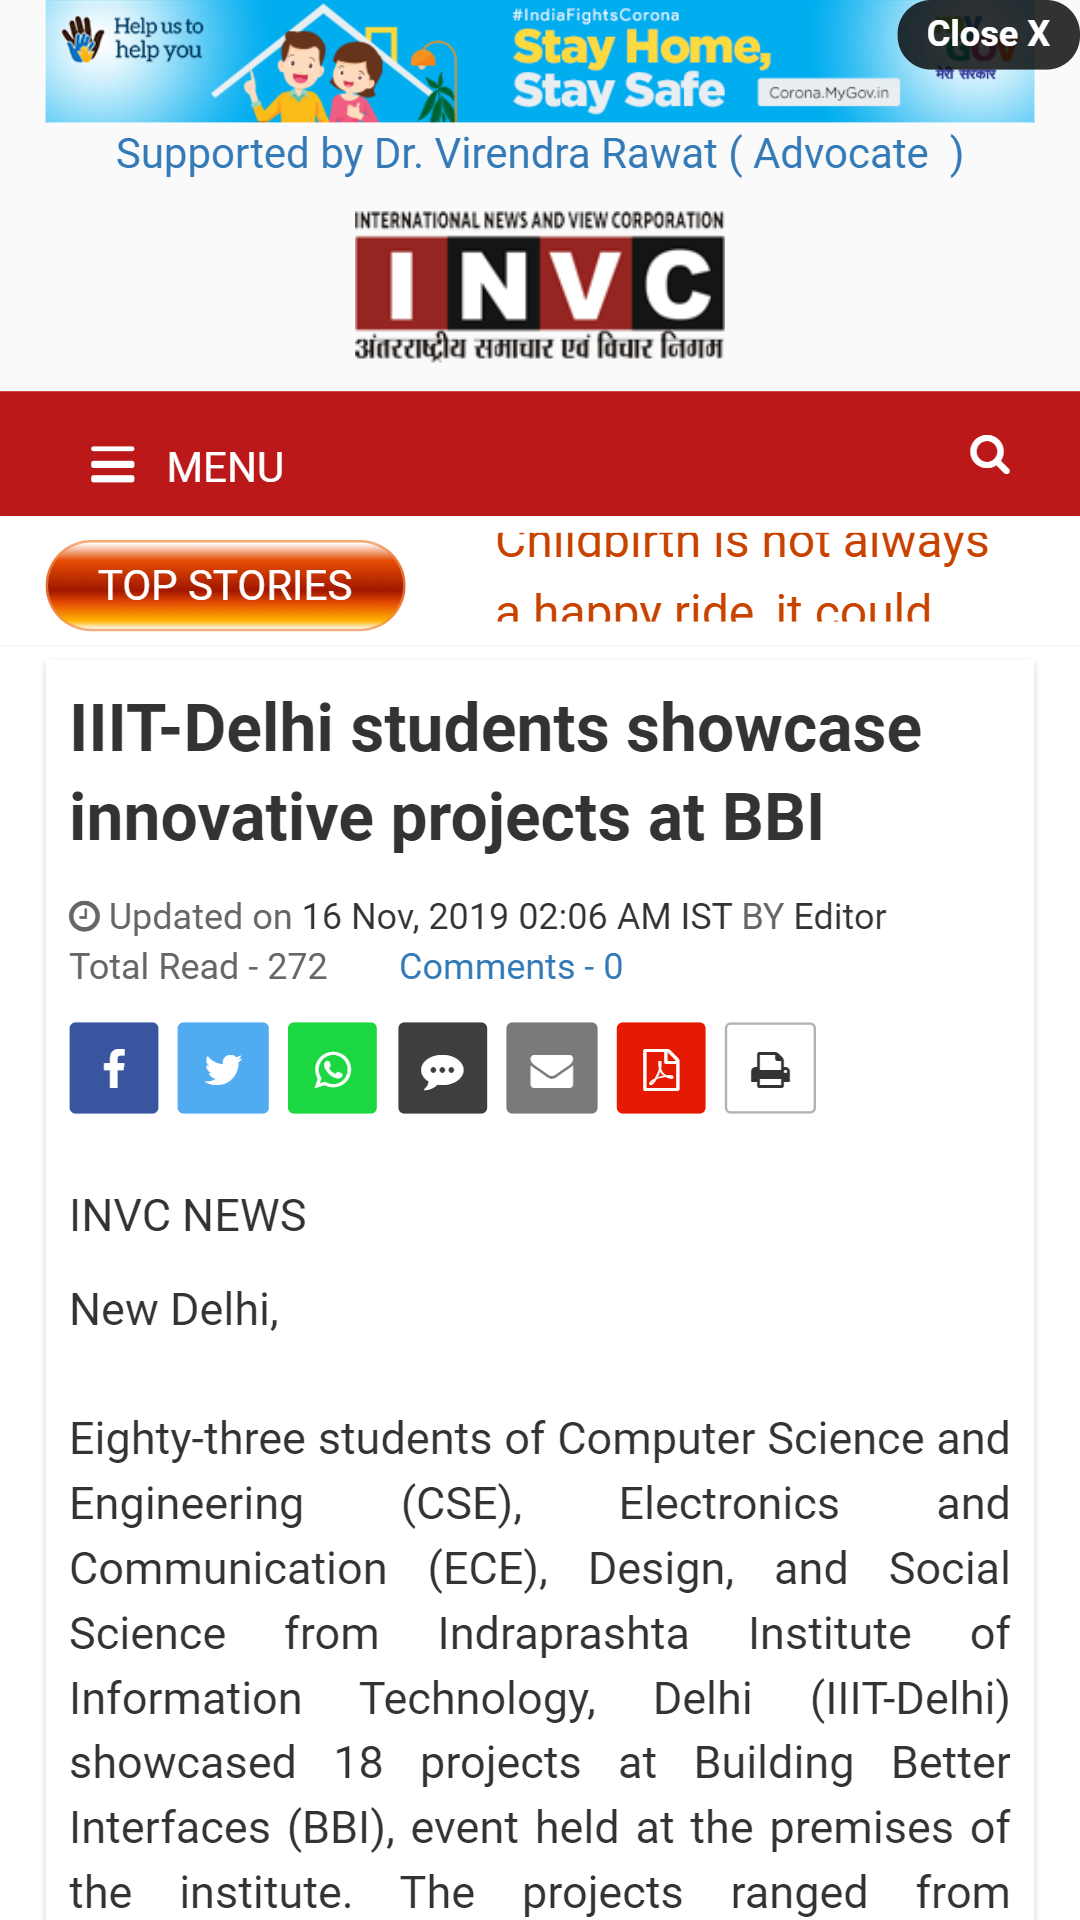 Help us to
help you
#IndiaFightsCorona
Stay Home,
Stay Safe
Corona.MyGov.in
Close X
मेरी सरकार
Supported by Dr. Virendra Rawat ( Advocate )
INTERNATIONAL NEWS AND VIEW CORPORATION
INVC
अंतरराष्ट्रीय समाचार एवं विचार निगम
MENU
TOP STORIES
Childbirth is not always
a happy ride, it could
IIIT-Delhi students showcase
innovative projects at BBI
Updated on 16 Nov, 2019 02:06 AM IST BY Editor
Total Read - 272 Comments - 0
INVC NEWS
New Delhi,
Eighty-three students of Computer Science and
Engineering (CSE), Electronics and
Communication (ECE), Design, and Social
Science from Indraprashta Institute of
Information Technology, Delhi (IIIT-Delhi)
showcased 18 projects at Building Better
Interfaces (BBI), event held at the premises of
the institute. The projects ranged from